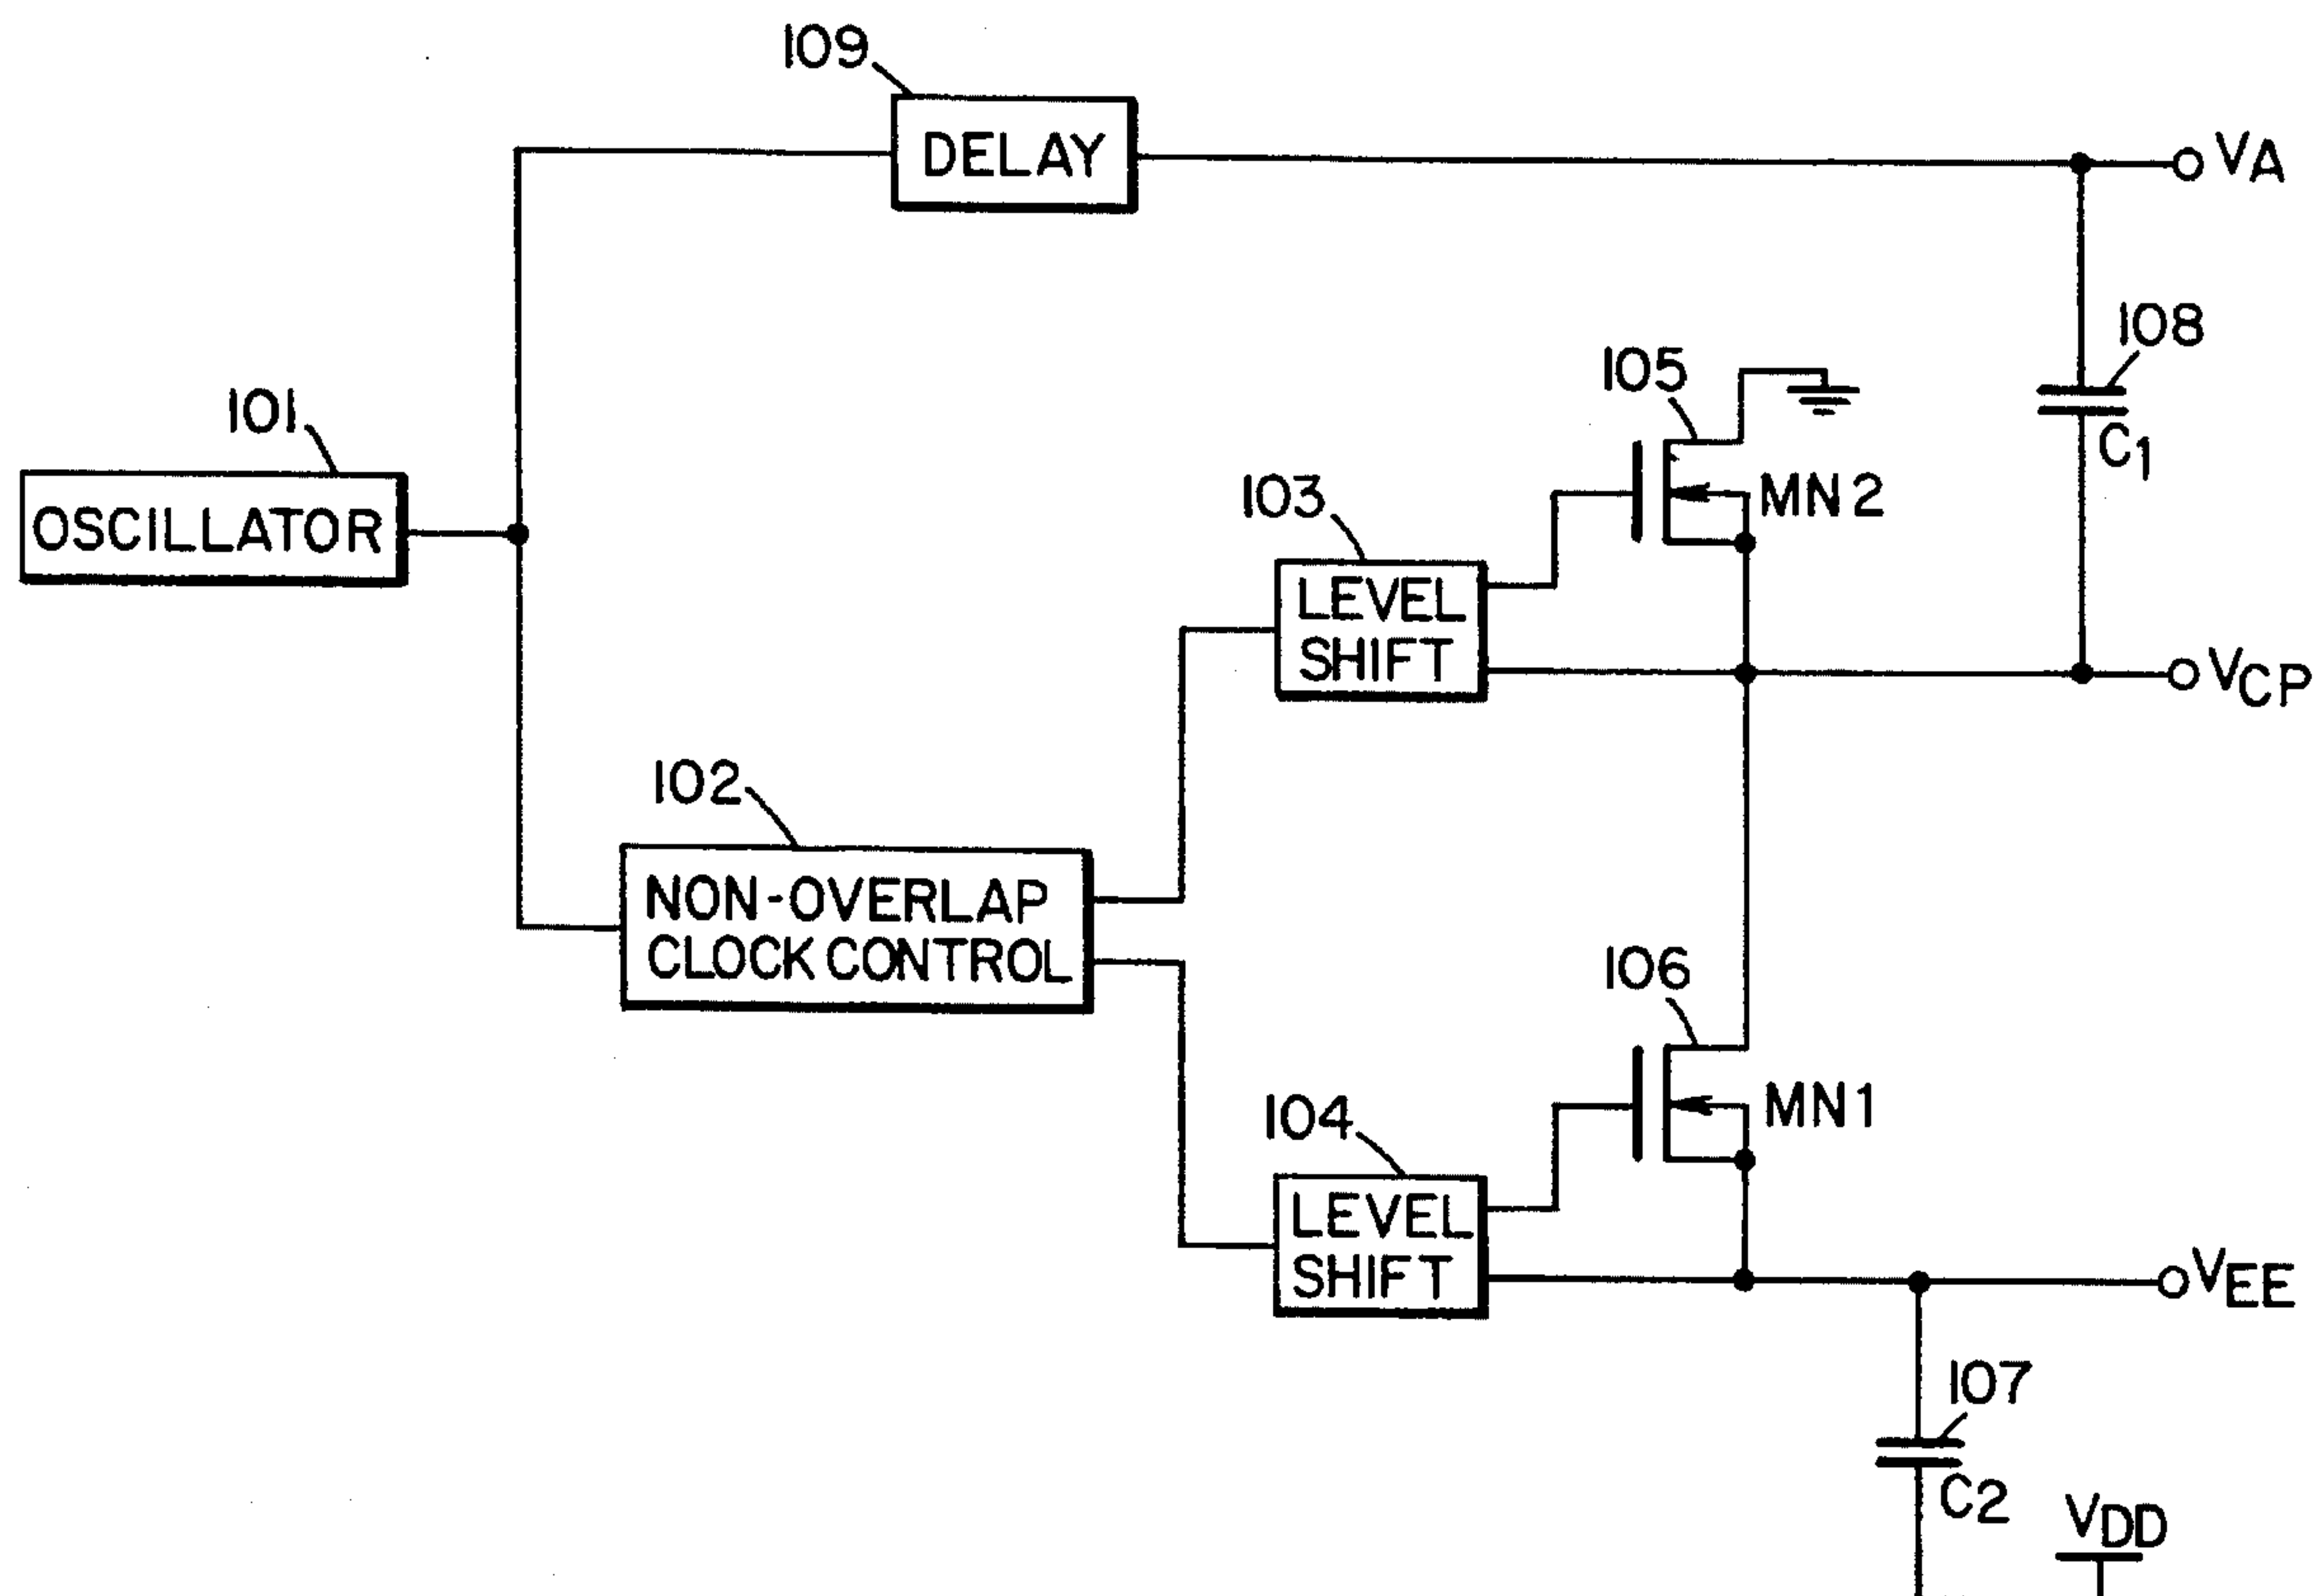 109
DELAY
VA
108
C1
105
MN2
101
OSCILLATOR
103
LEVEL
SHIFT
VCP
102
NON-OVERLAP
CLOCK CONTROL
106
MN1
104
LEVEL
SHIFT
VEE
107
C2
VDD